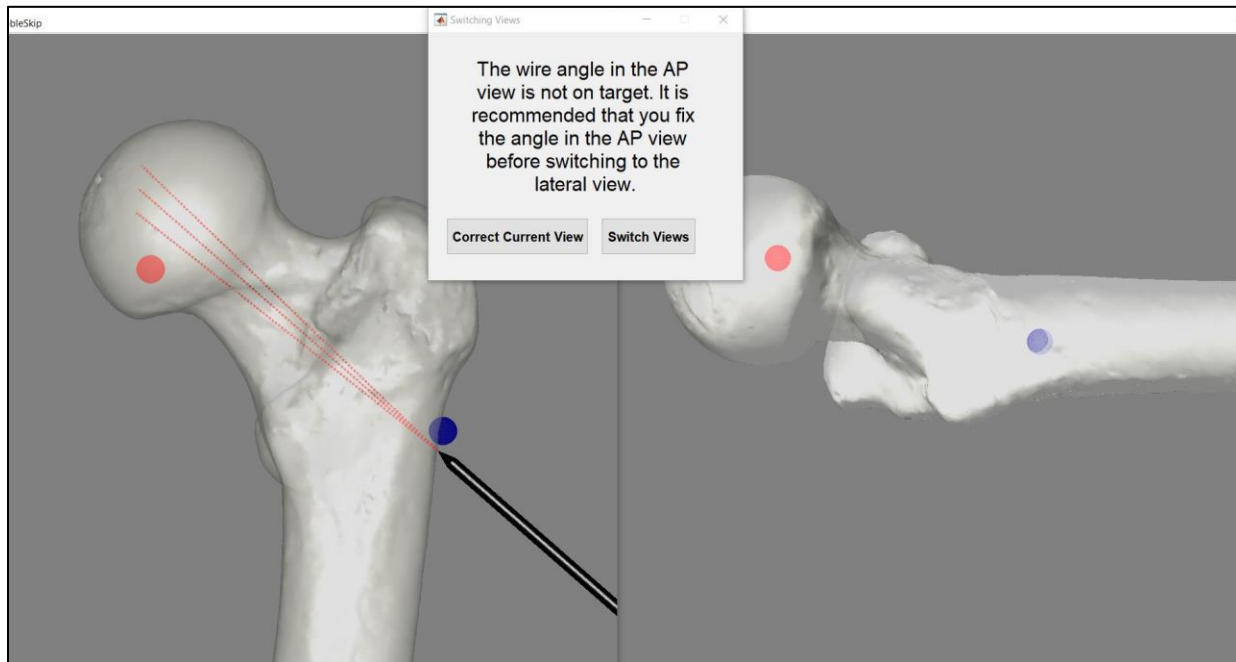 bleSkip
Switching Views
The wire angle in the AP
view is not on target. It is
recommended that you fix
the angle in the AP view
before switching to the
lateral view.
Correct Current View
Switch Views